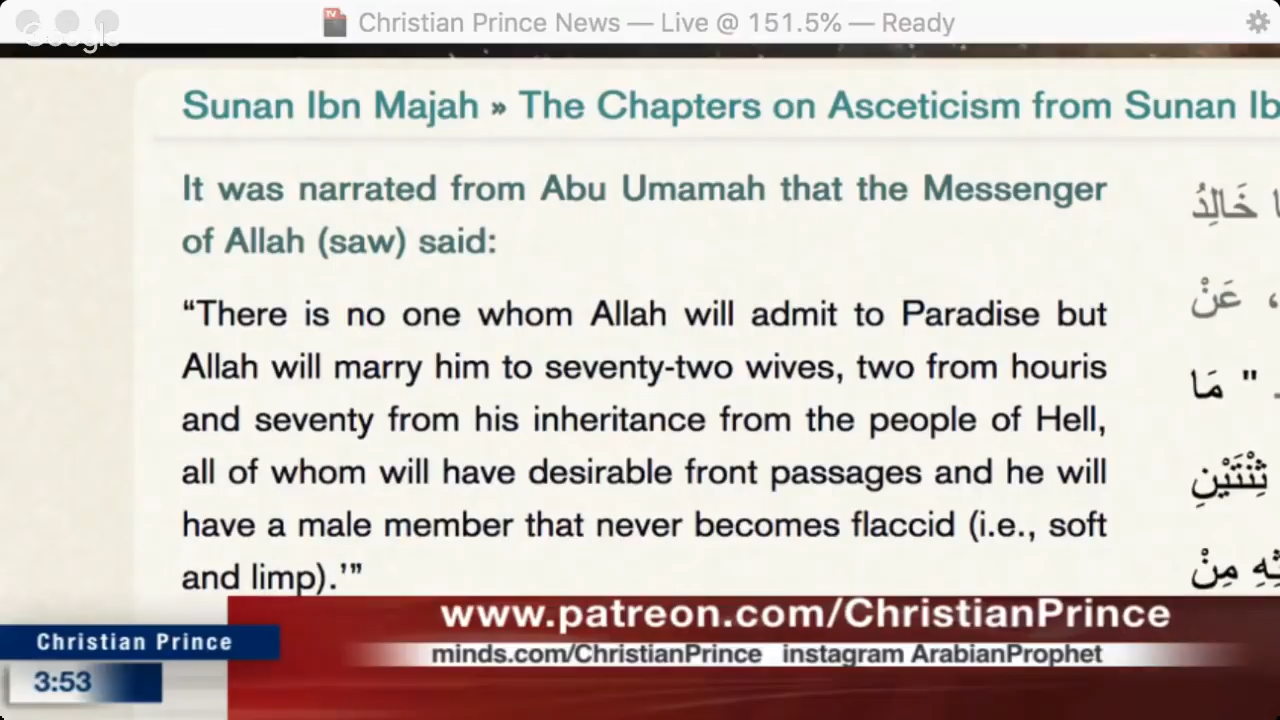 Christian Prince News — Live @ 151.5% — Ready
Google
Sunan Ibn Majah » The Chapters on Asceticism from Sunan Ib
It was narrated from Abu Umamah that the Messenger
of Allah (saw) said:
“There is no one whom Allah will admit to Paradise but
Allah will marry him to seventy-two wives, two from houris
and seventy from his inheritance from the people of Hell,
all of whom will have desirable front passages and he will
have a male member that never becomes flaccid (i.e., soft
and limp).’”
خَالِدُ
، عَنْ
" مَا
ثِنْتَيْنِ
مِنْ
www.patreon.com/ChristianPrince
Christian Prince
minds.com/ChristianPrince instagram ArabianProphet
3:53